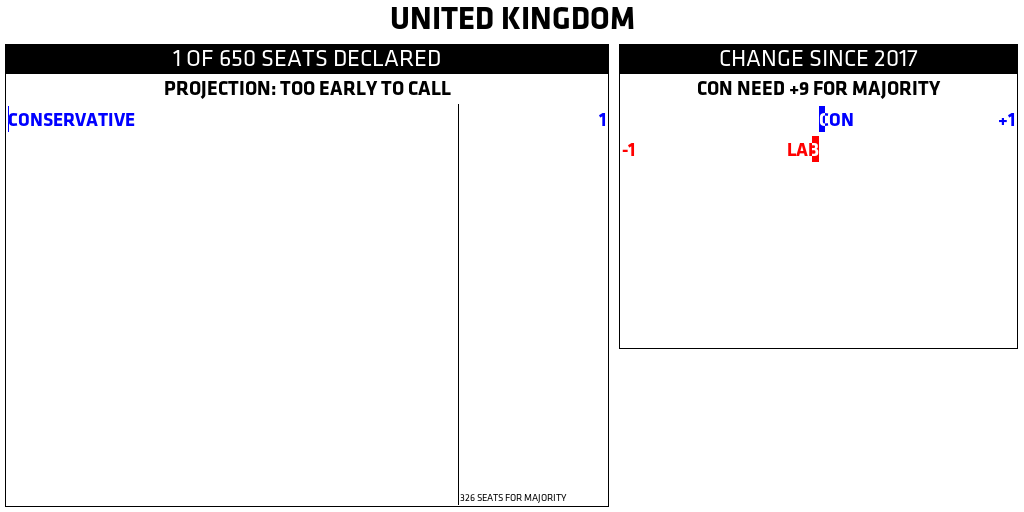 UNITED KINGDOM
1 OF 650 SEATS DECLARED
PROJECTION: TOO EARLY TO CALL
CONSERVATIVE 1
326 SEATS FOR MAJORITY
CHANGE SINCE 2017
CON NEED +9 FOR MAJORITY
CON +1
-1 LAB